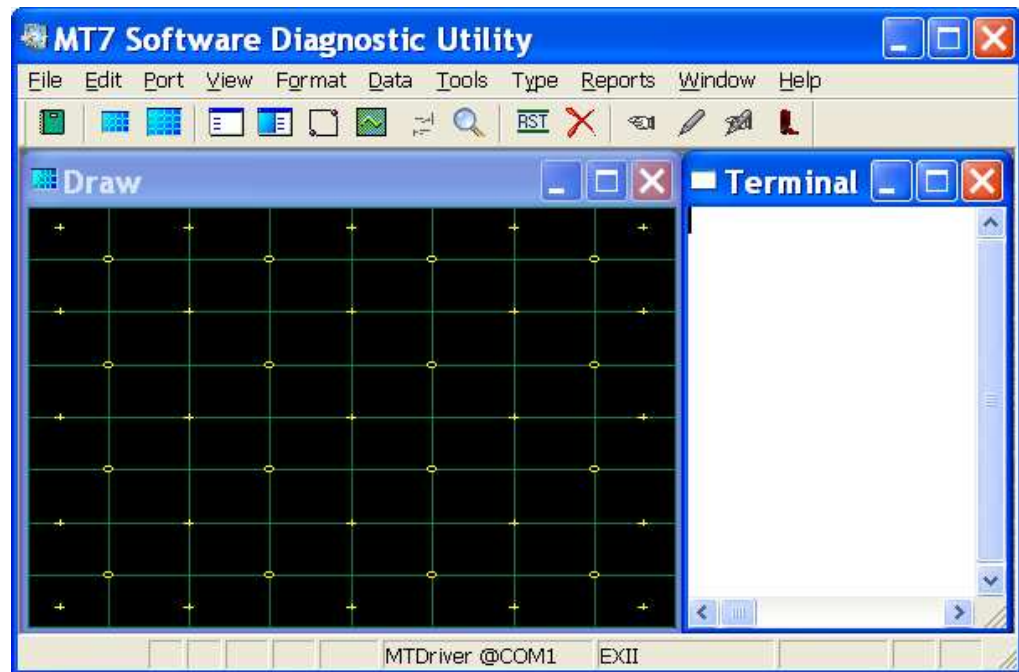 MT7 Software Diagnostic Utility
File Edit Port View Format Data Tools Type Reports Window Help
RST
Draw
Terminal
MTDriver @COM1 EXII